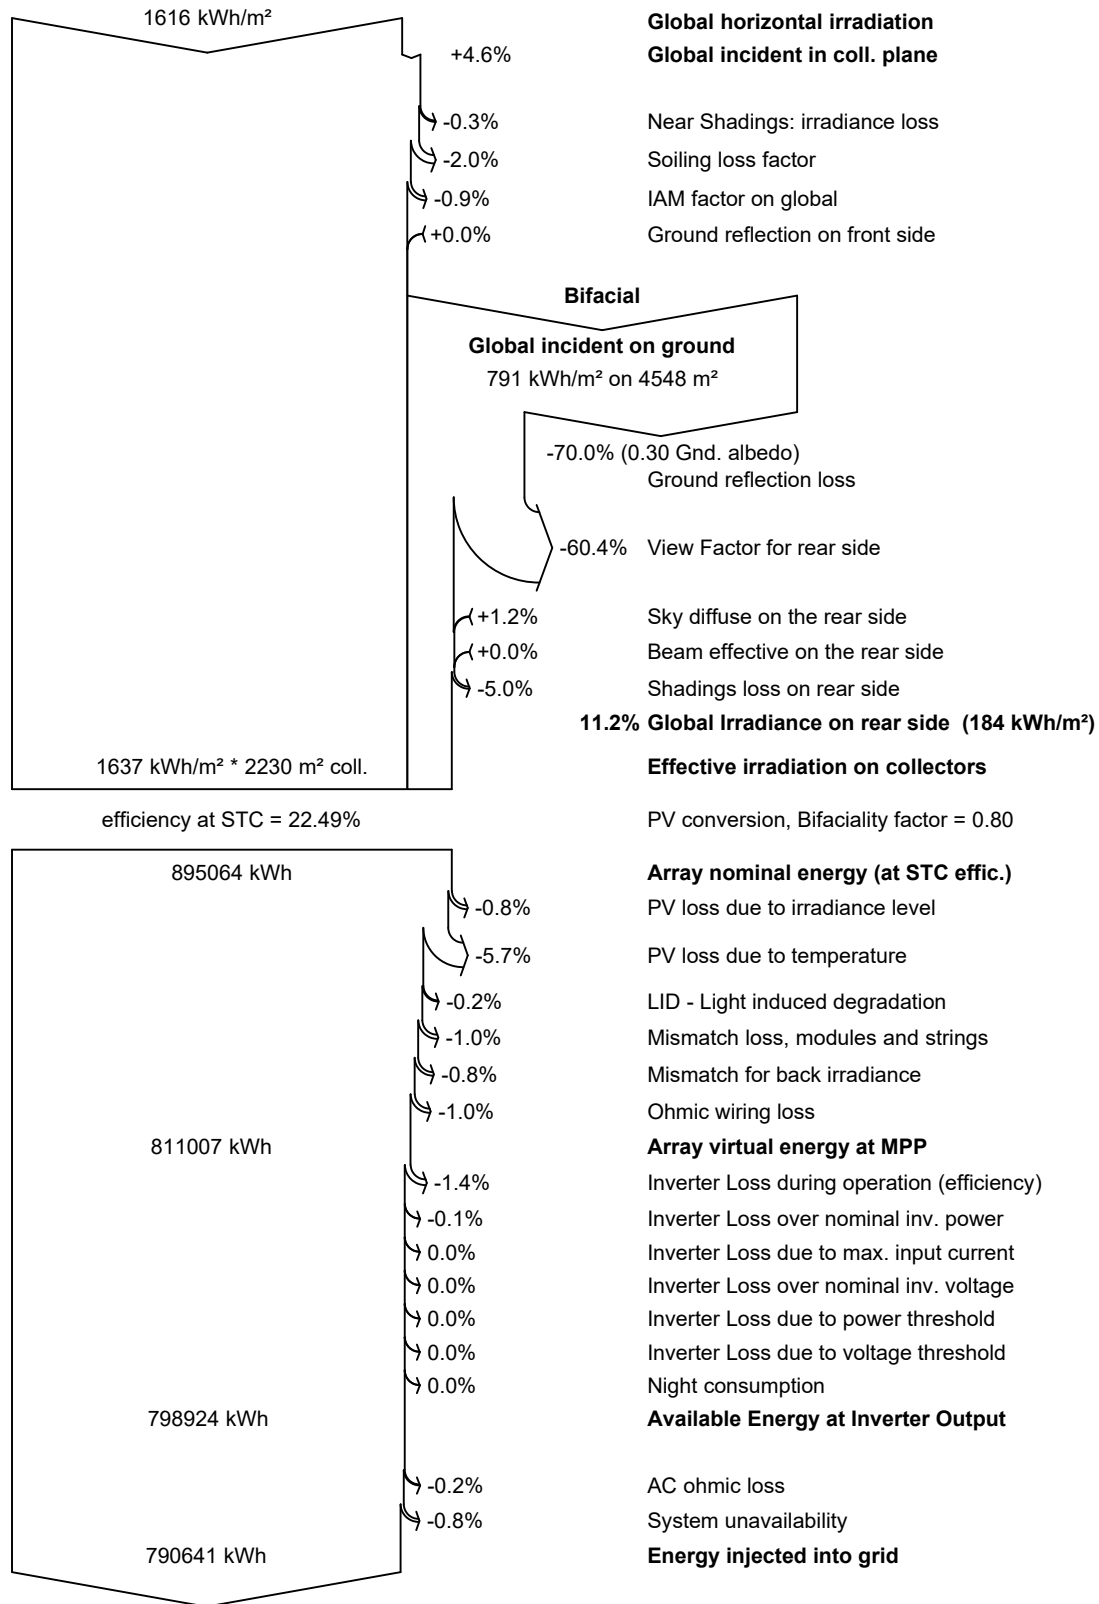 1616 kWh/m² Global horizontal irradiation
+4.6% Global incident in coll. plane
-0.3% Near Shadings: irradiance loss
-2.0% Soiling loss factor
-0.9% IAM factor on global
+0.0% Ground reflection on front side
Bifacial
Global incident on ground
791 kWh/m² on 4548 m²
-70.0% (0.30 Gnd. albedo)
Ground reflection loss
-60.4% View Factor for rear side
+1.2% Sky diffuse on the rear side
+0.0% Beam effective on the rear side
-5.0% Shadings loss on rear side
11.2% Global Irradiance on rear side (184 kWh/m²)
1637 kWh/m² * 2230 m² coll. Effective irradiation on collectors
efficiency at STC = 22.49% PV conversion, Bifaciality factor = 0.80
895064 kWh Array nominal energy (at STC effic.)
-0.8% PV loss due to irradiance level
-5.7% PV loss due to temperature
-0.2% LID - Light induced degradation
-1.0% Mismatch loss, modules and strings
-0.8% Mismatch for back irradiance
-1.0% Ohmic wiring loss
811007 kWh Array virtual energy at MPP
-1.4% Inverter Loss during operation (efficiency)
-0.1% Inverter Loss over nominal inv. power
0.0% Inverter Loss due to max. input current
0.0% Inverter Loss over nominal inv. voltage
0.0% Inverter Loss due to power threshold
0.0% Inverter Loss due to voltage threshold
0.0% Night consumption
798924 kWh Available Energy at Inverter Output
-0.2% AC ohmic loss
-0.8% System unavailability
790641 kWh Energy injected into grid